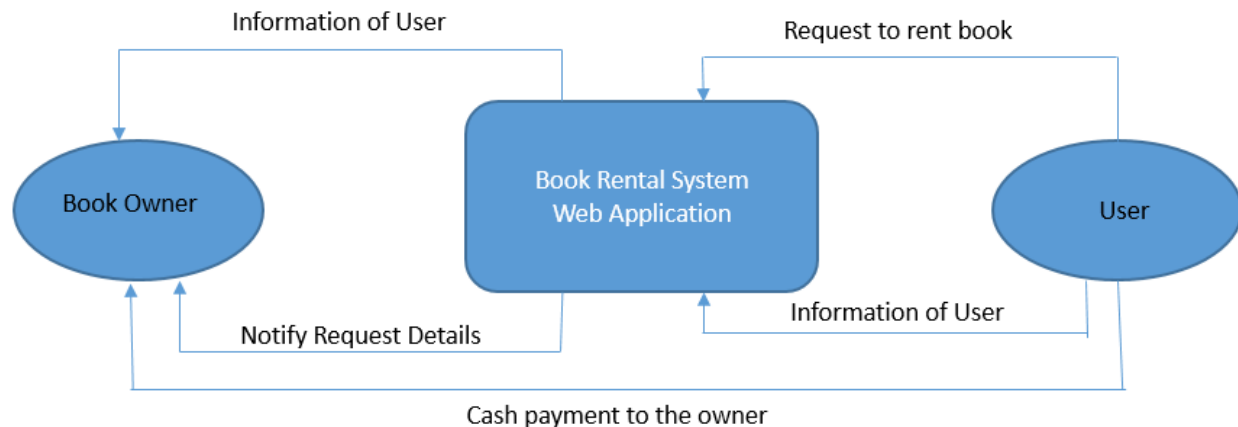 Information of User
Request to rent book
Book Owner
Book Rental System
Web Application
User
Notify Request Details
Information of User
Cash payment to the owner